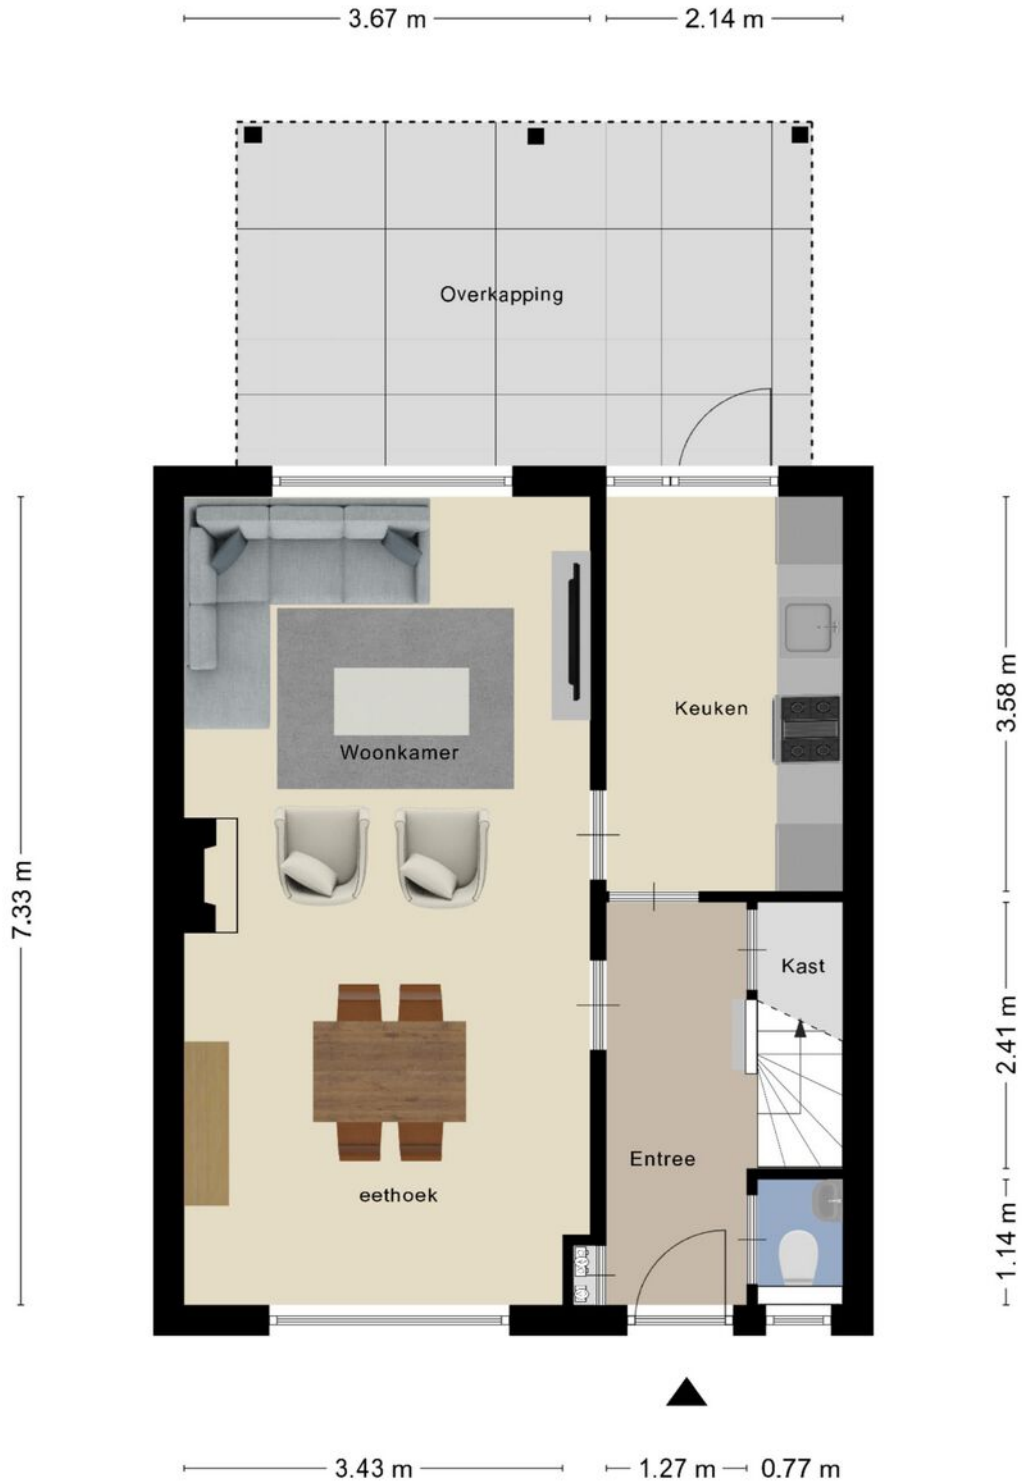 3.67 m
2.14 m
Overkapping
3.58 m
Keuken
Woonkamer
7.33 m
Kast
2.41 m
Entree
eethoek
1.14 m
3.43 m
1.27 m
0.77 m